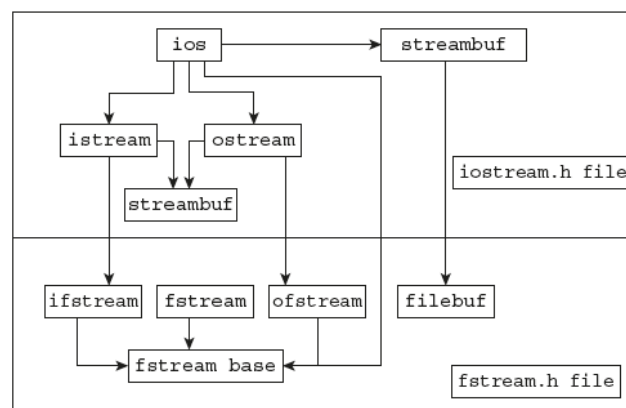 ios
streambuf
istream
ostream
iostream.h file
streambuf
ifstream
fstream
ofstream
filebuf
fstream base
fstream.h file